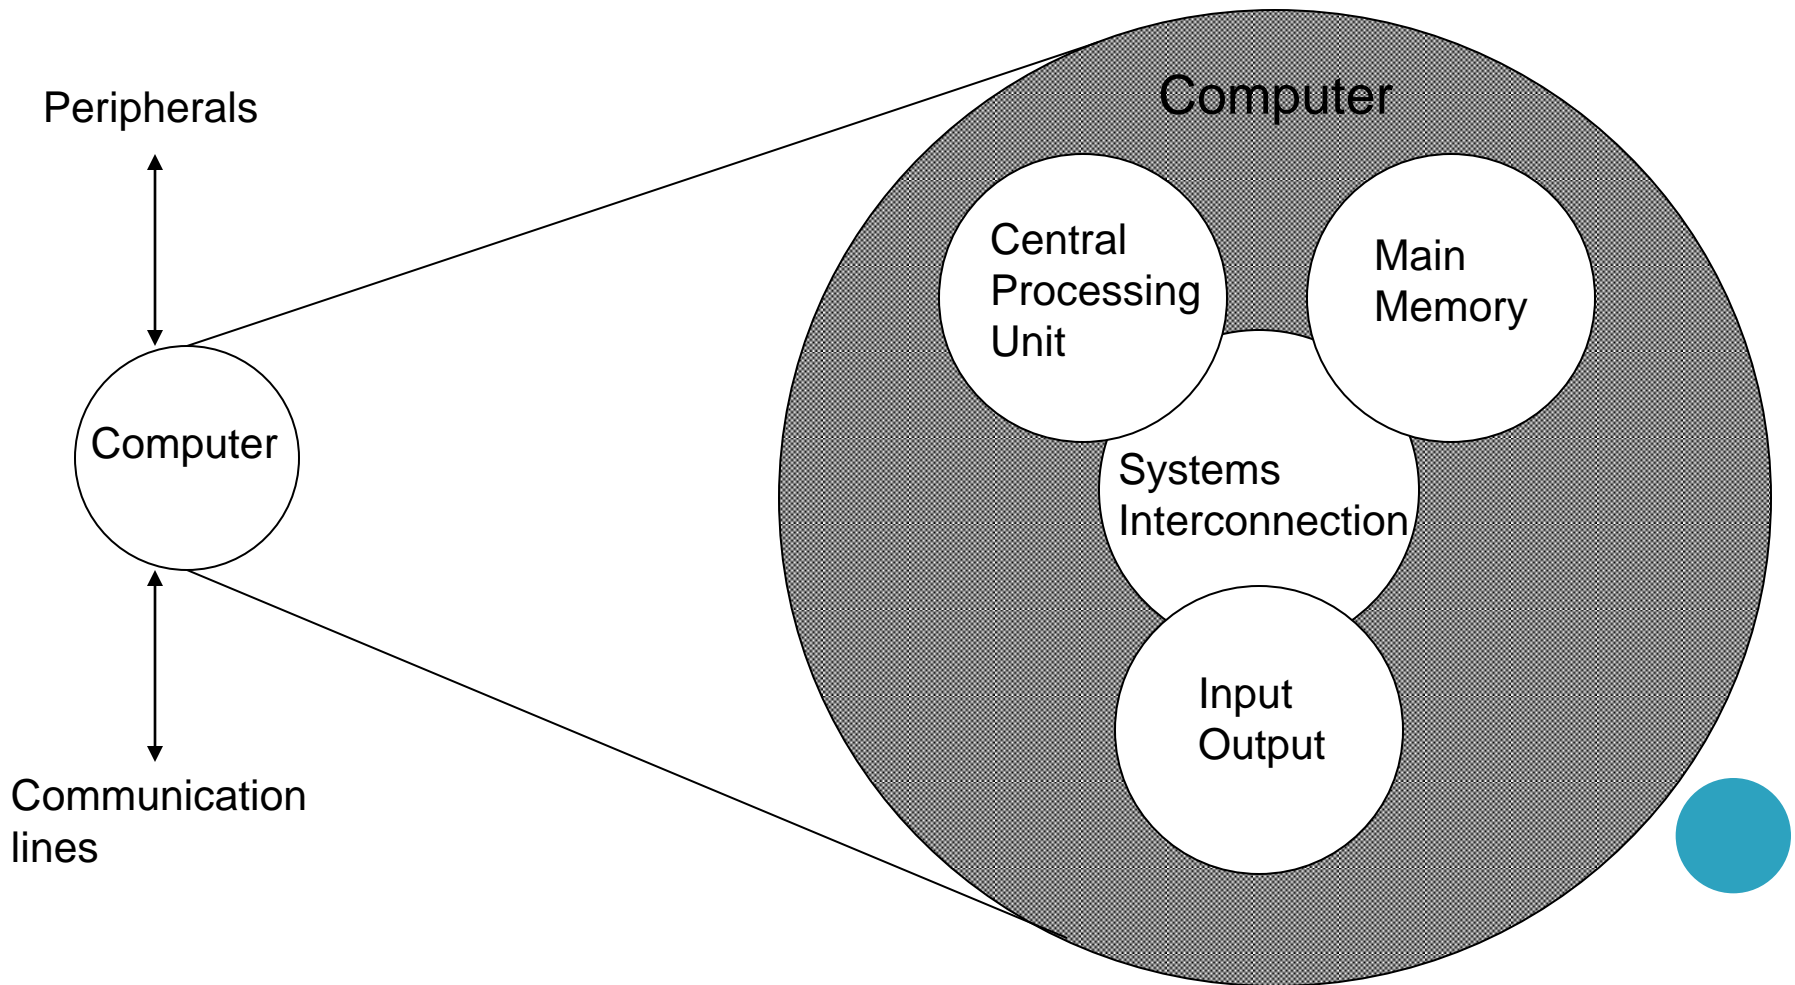 Peripherals
Computer
Communication
lines
Computer
Central
Processing
Unit
Main
Memory
Systems
Interconnection
Input
Output